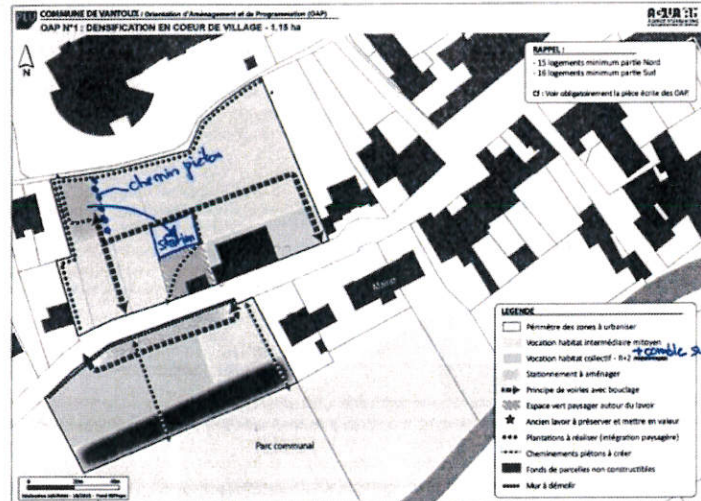 PLU
COMMUNE DE VANTOUX / Orientation d'Aménagement et de Programmation (OAP)
OAP N°1 : DENSIFICATION EN COEUR DE VILLAGE - 1.15 ha
AGURAM
N
RAPPEL :
- 15 logements minimum partie Nord
- 16 logements minimum partie Sud
Cf : Voir obligatoirement la pièce écrite des OAP.
chemin piéton
Mairie
Parc communal
LEGENDE
Périmètre des zones à urbaniser
Vocation habitat intermédiaire mitoyen
Vocation habitat collectif - R+2 maximum + comble
Stationnement à aménager
Principe de voiries avec bouclage
Espace vert paysager autour du lavoir
Ancien lavoir à préserver et mettre en valeur
Plantations à réaliser (intégration paysagère)
Cheminements piétons à créer
Fonds de parcelles non constructibles
Mur à démolir